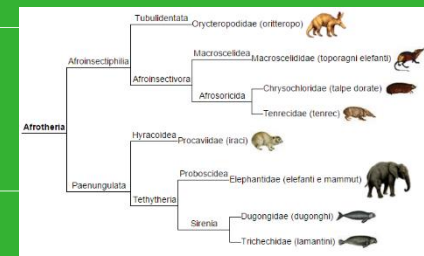 Tubulidentata
Orycteropodidae (oritteropo)
Afroinsectiphilia
Macroscelidea
Macroscelididae (toporagni elefanti)
Afroinsectivora
Chrysochloridae (talpe dorate)
Afrosoricida
Tenrecidae (tenrec)
Afrotheria
Hyracoidea
Procaviidae (iraci)
Paenungulata
Proboscidea
Elephantidae (elefanti e mammut)
Tethytheria
Dugongidae (dugonghi)
Sirenia
Trichechidae (lamantini)